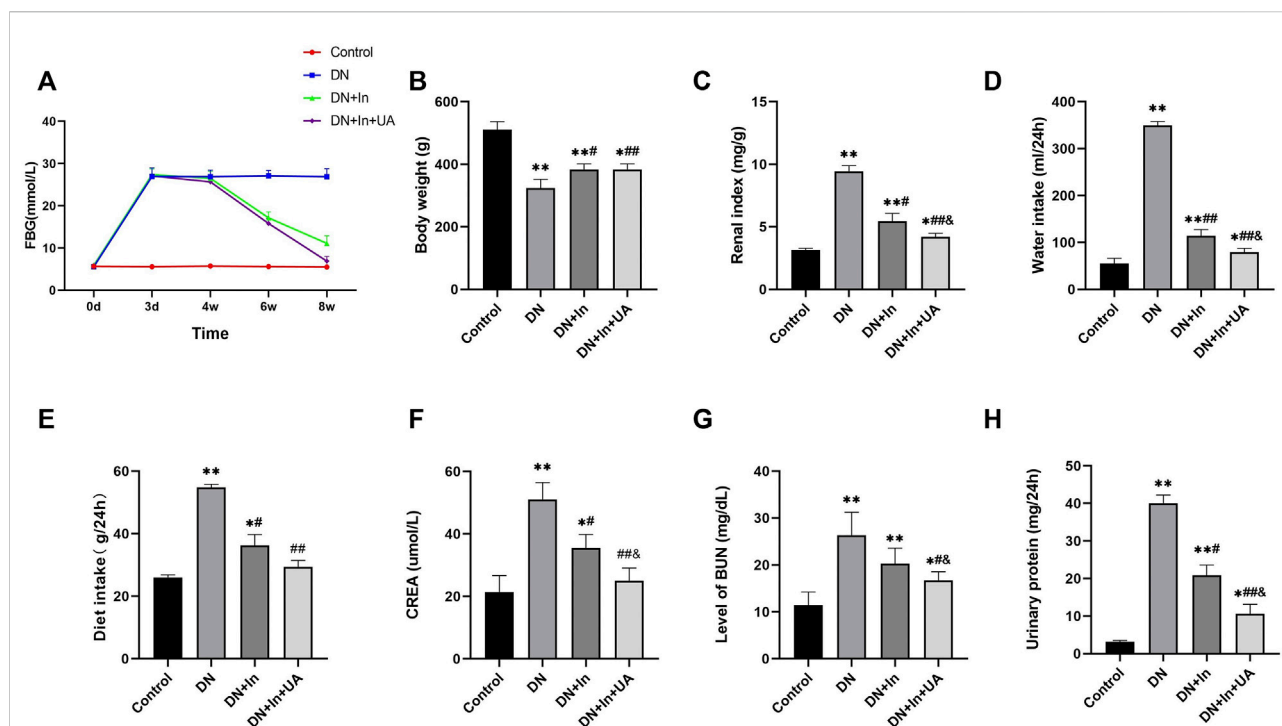 Control
DN
DN+In
DN+In+UA
A
FBG(mmol/L)
40
30
20
10
0
0d 3d 4w 6w 8w
Time
B
Body weight (g)
600
400
200
0
**
**#
*##
Control
DN
DN+In
DN+In+UA
C
Renal index (mg/g)
15
10
5
0
**
**#
*##&
Control
DN
DN+In
DN+In+UA
D
Water intake (ml/24h)
400
300
200
100
0
**
**##
*##&
Control
DN
DN+In
DN+In+UA
E
Diet intake( g/24h)
60
40
20
0
**
*#
##
Control
DN
DN+In
DN+In+UA
F
CREA (umol/L)
60
40
20
0
**
*#
##&
Control
DN
DN+In
DN+In+UA
G
Level of BUN (mg/dL)
40
30
20
10
0
**
**
*#&
Control
DN
DN+In
DN+In+UA
H
Urinary protein (mg/24h)
50
40
30
20
10
0
**
**#
*##&
Control
DN
DN+In
DN+In+UA